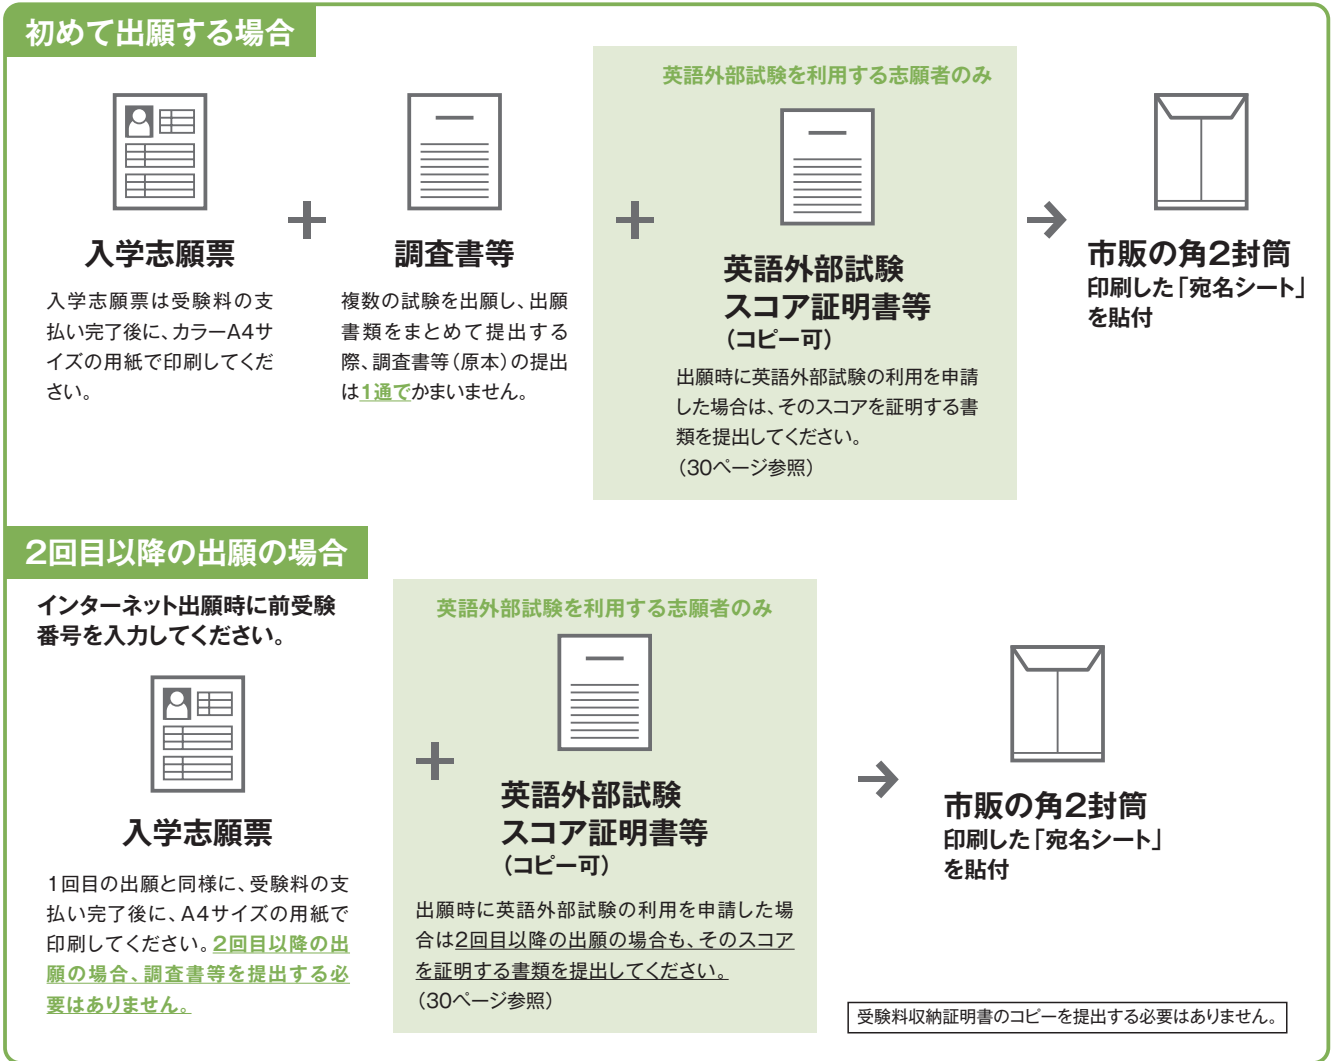 初めて出願する場合
入学志願票
入学志願票は受験料の支
払い完了後に、カラーA4サ
イズの用紙で印刷してくだ
さい。
調査書等
複数の試験を出願し、出願
書類をまとめて提出する
際、調査書等（原本）の提出
は1通でかまいません。
英語外部試験を利用する志願者のみ
英語外部試験
スコア証明書等
（コピー可）
出願時に英語外部試験の利用を申請
した場合は、そのスコアを証明する書
類を提出してください。
（30ページ参照）
市販の角2封筒
印刷した「宛名シート」
を貼付
2回目以降の出願の場合
インターネット出願時に前受験
番号を入力してください。
入学志願票
1回目の出願と同様に、受験料の支
払い完了後に、A4サイズの用紙で
印刷してください。2回目以降の出
願の場合、調査書等を提出する必
要はありません。
英語外部試験を利用する志願者のみ
英語外部試験
スコア証明書等
（コピー可）
出願時に英語外部試験の利用を申請した場
合は2回目以降の出願の場合も、そのスコア
を証明する書類を提出してください。
（30ページ参照）
市販の角2封筒
印刷した「宛名シート」
を貼付
受験料収納証明書のコピーを提出する必要はありません。